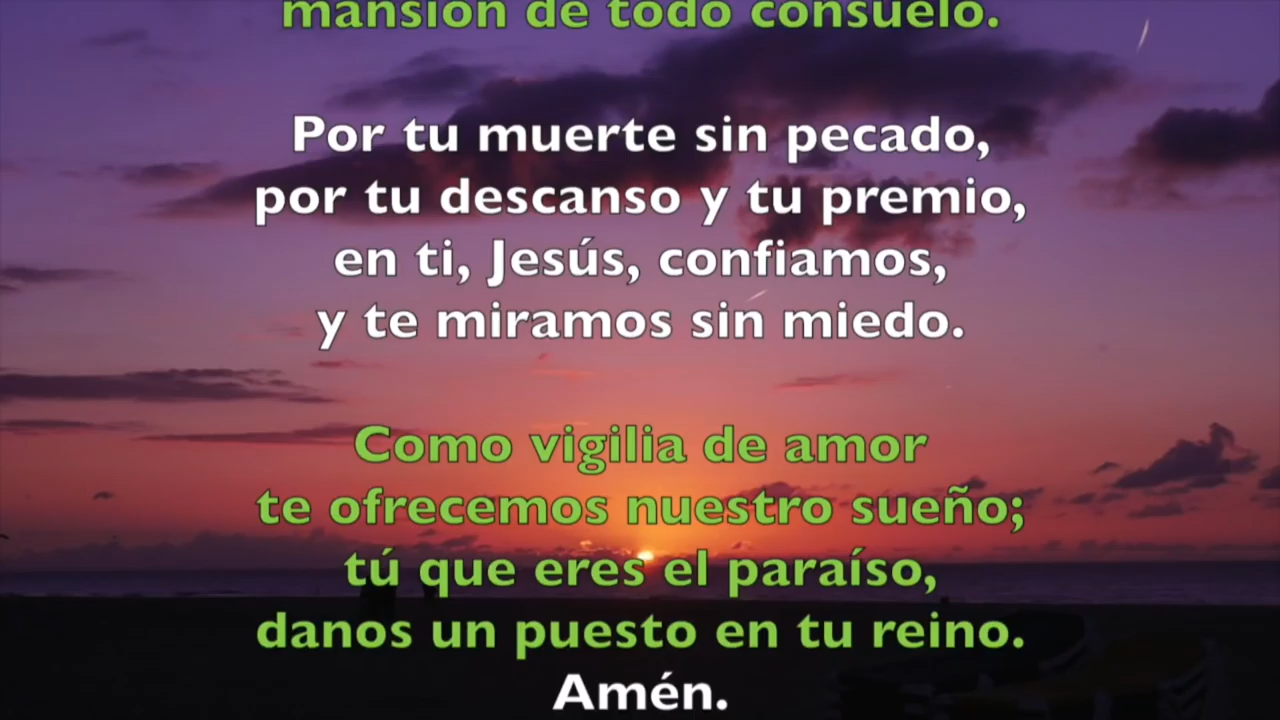 mansión de todo consuelo.
Por tu muerte sin pecado,
por tu descanso y tu premio,
en ti, Jesús, confiamos,
y te miramos sin miedo.
Como vigilia de amor
te ofrecemos nuestro sueño;
tú que eres el paraíso,
danos un puesto en tu reino.
Amén.